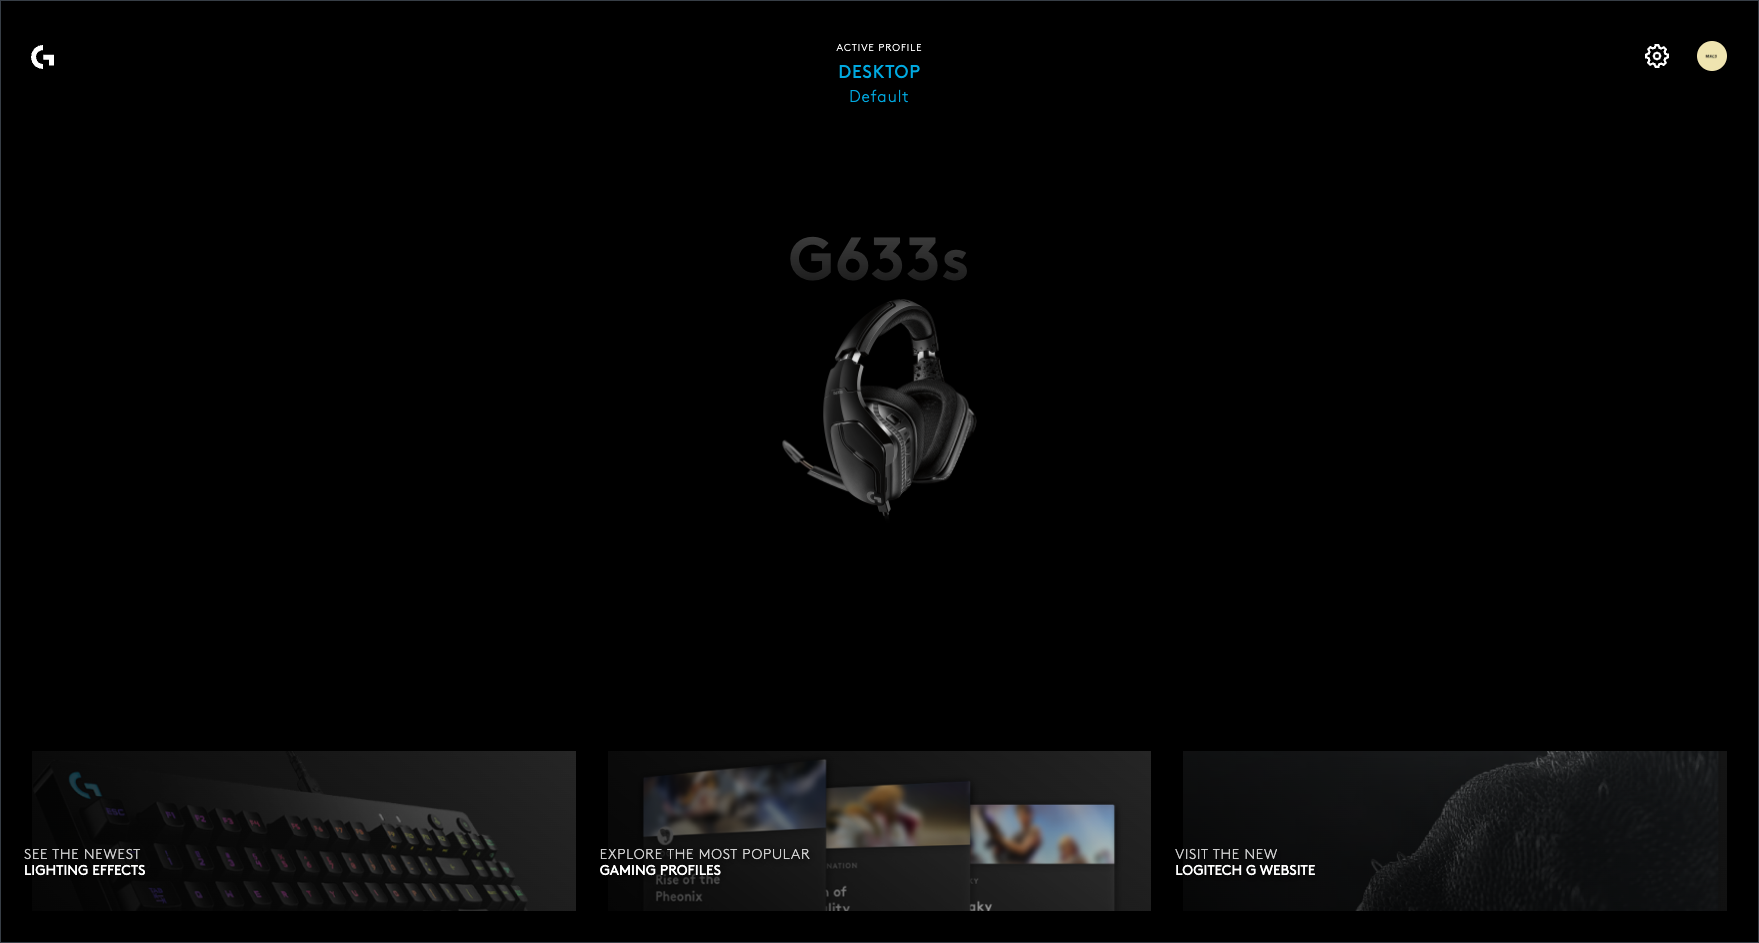 ACTIVE PROFILE
DESKTOP
Default
G633s
SEE THE NEWEST
LIGHTING EFFECTS
EXPLORE THE MOST POPULAR
GAMING PROFILES
Rise of the
Pheonix
VISIT THE NEW
LOGITECH G WEBSITE